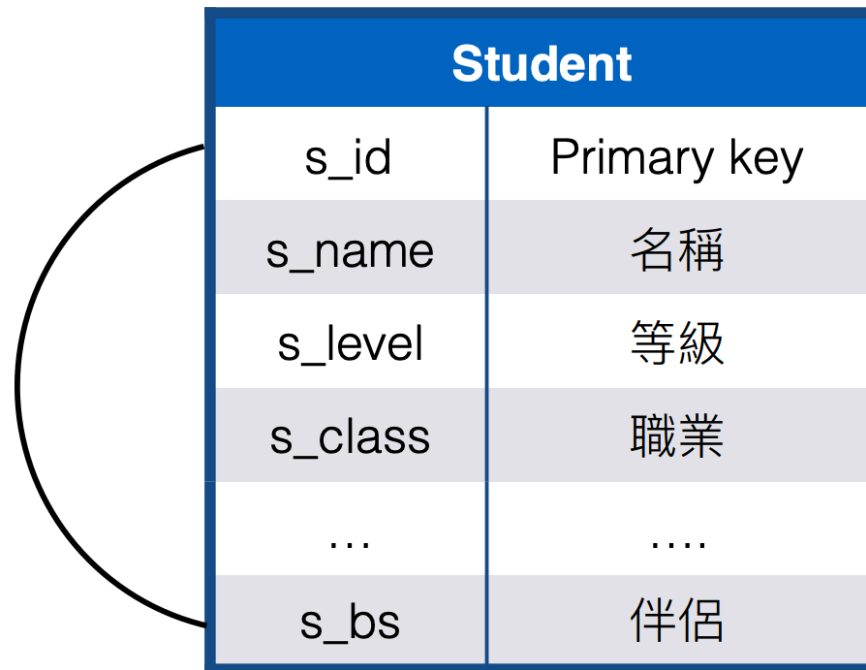 Student
s_id Primary key
s_name 名稱
s_level 等級
s_class 職業
... ....
s_bs 伴侶